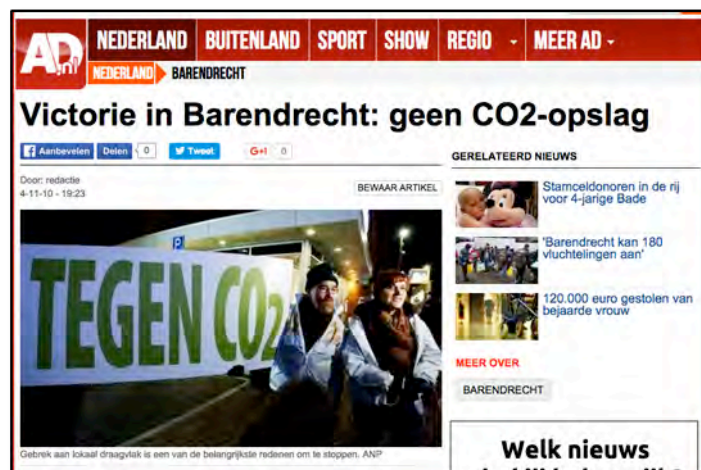 AD.nl
NEDERLAND BUITENLAND SPORT SHOW REGIO MEER AD
NEDERLAND BARENDRECHT
Victorie in Barendrecht: geen CO2-opslag
Aanbevelen Delen 0 Tweet G+1 0
Door: redactie
4-11-10 - 19:23
BEWAAR ARTIKEL
TEGEN CO2
Gebrek aan lokaal draagvlak is een van de belangrijkste redenen om te stoppen. ANP
GERELATEERD NIEUWS
Stamceldonoren in de rij
voor 4-jarige Bade
'Barendrecht kan 180
vluchtelingen aan'
120.000 euro gestolen van
bejaarde vrouw
MEER OVER
BARENDRECHT
Welk nieuws